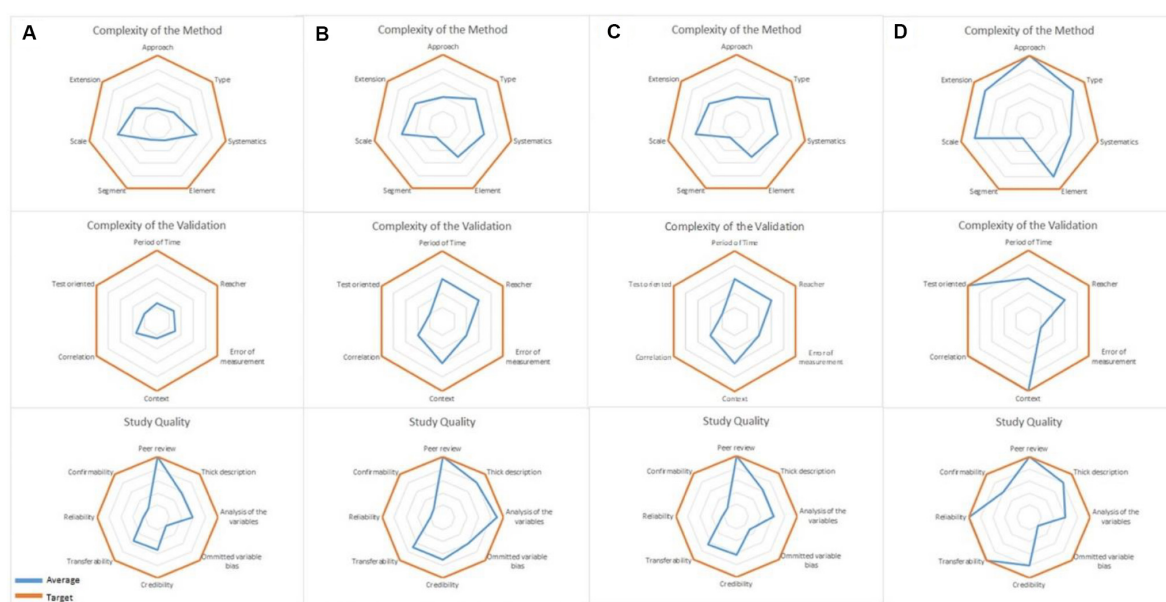 A
B
C
D
Complexity of the Method
Complexity of the Method
Complexity of the Method
Complexity of the Method
Approach
Approach
Approach
Approach
Extension
Type
Extension
Type
Extension
Type
Extension
Type
Scale
Systematics
Scale
Systematics
Scale
Systematics
Scale
Systematics
Segment
Element
Segment
Element
Segment
Element
Segment
Element
Complexity of the Validation
Complexity of the Validation
Complexity of the Validation
Complexity of the Validation
Period of Time
Period of Time
Period of Time
Period of Time
Test oriented
Reacher
Test oriented
Reacher
Test oriented
Reacher
Test oriented
Reacher
Correlation
Error of
measurement
Correlation
Error of
measurement
Correlation
Error of
measurement
Correlation
Error of
measurement
Context
Context
Context
Context
Study Quality
Study Quality
Study Quality
Study Quality
Peer review
Peer review
Peer review
Peer review
Confirmability
Thick description
Confirmability
Thick description
Confirmability
Thick description
Confirmability
Thick description
Reliability
Analysis of the
variables
Reliability
Analysis of the
variables
Reliability
Analysis of the
variables
Reliability
Analysis of the
variables
Transferability
Ommitted variable
bias
Transferability
Ommitted variable
bias
Transferability
Ommitted variable
bias
Transferability
Ommitted variable
bias
Credibility
Credibility
Credibility
Credibility
Average
Target